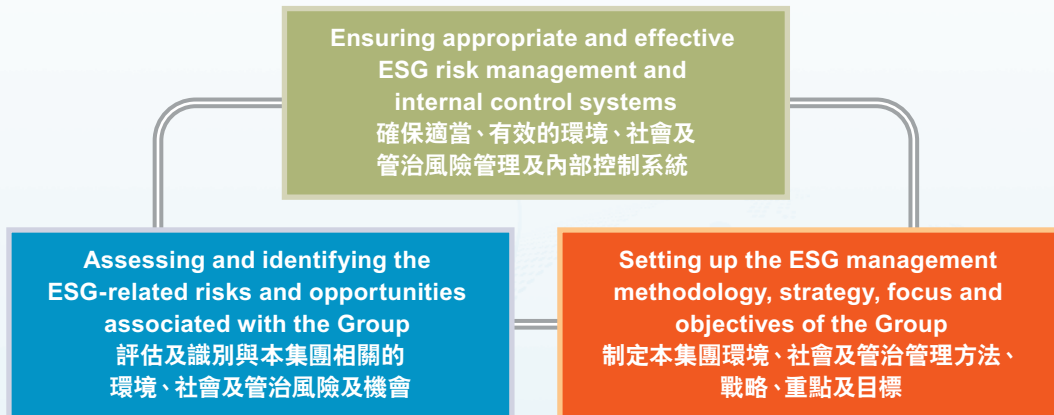 Ensuring appropriate and effective
ESG risk management and
internal control systems
確保適當、有效的環境、社會及
管治風險管理及內部控制系統
Assessing and identifying the
ESG-related risks and opportunities
associated with the Group
評估及識別與本集團相關的
環境、社會及管治風險及機會
Setting up the ESG management
methodology, strategy, focus and
objectives of the Group
制定本集團環境、社會及管治管理方法、
戰略、重點及目標